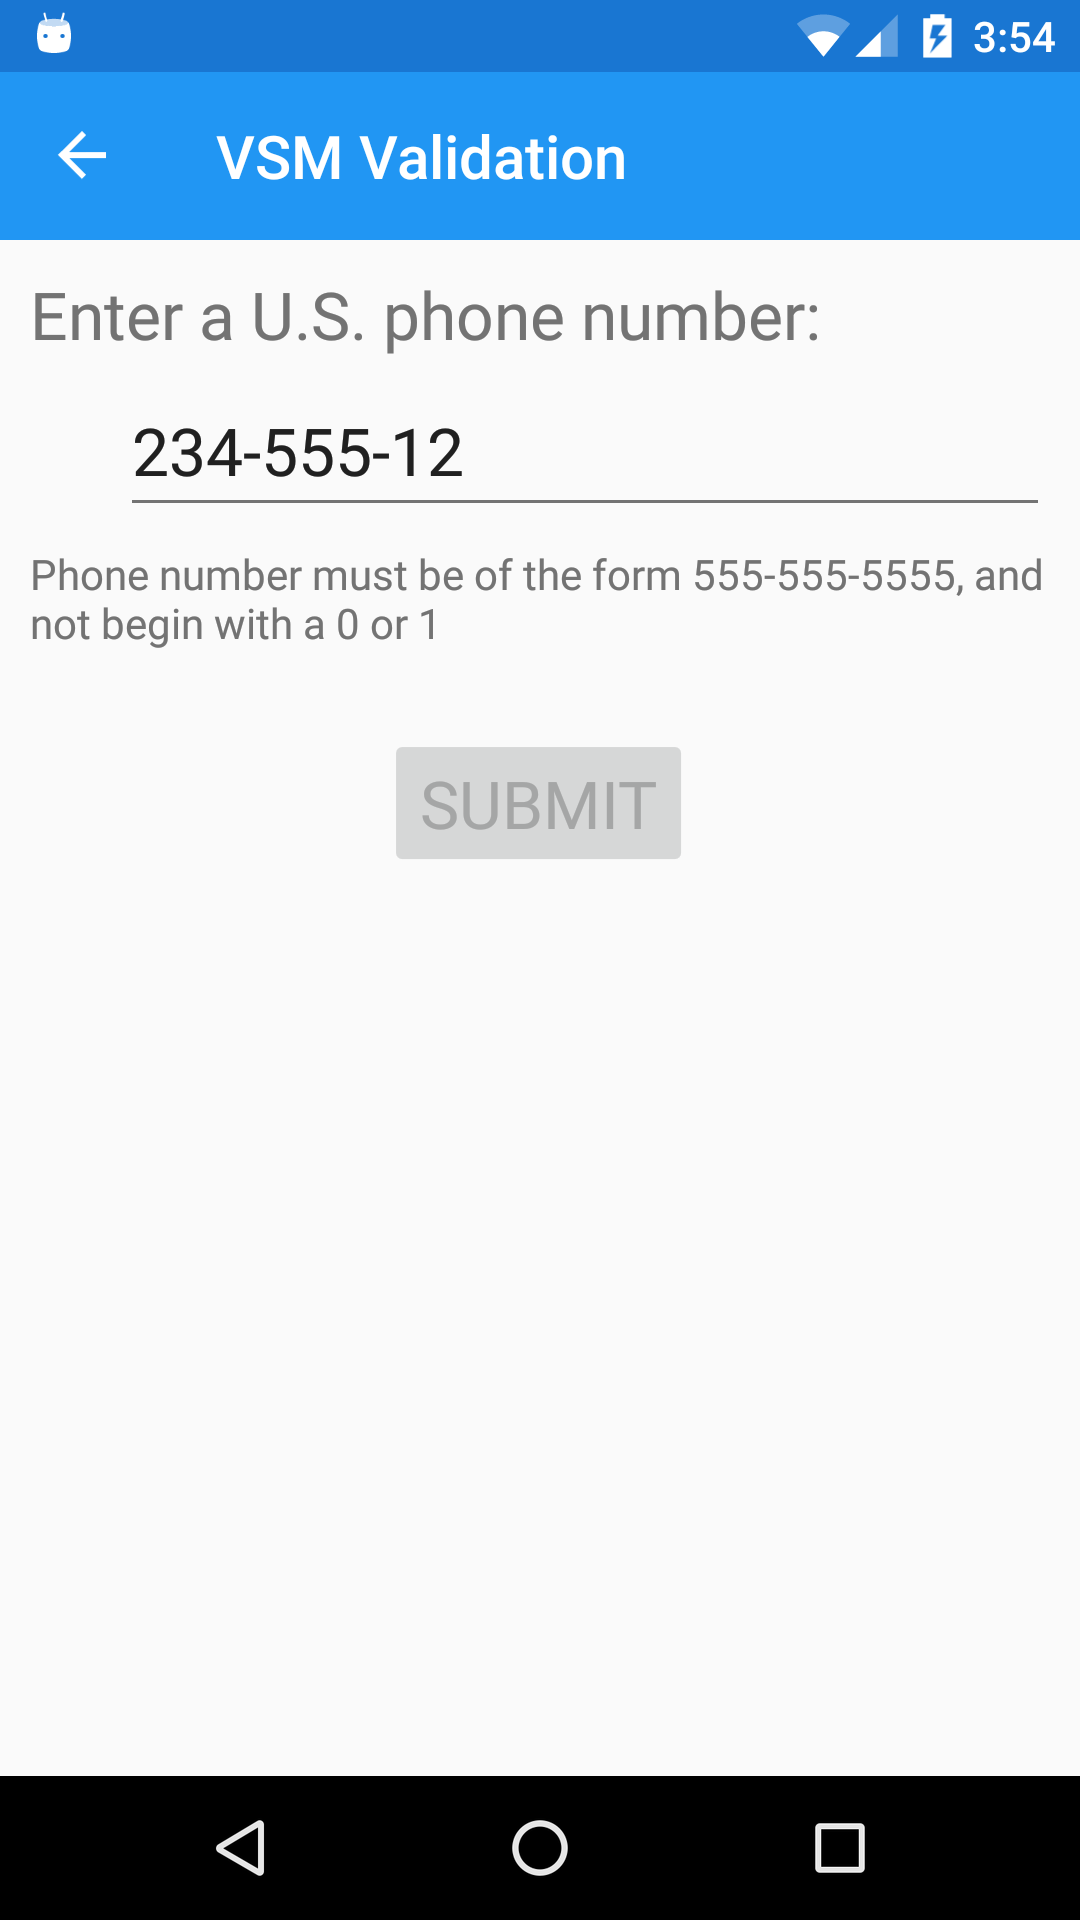 3:54
VSM Validation
Enter a U.S. phone number:
234-555-12
Phone number must be of the form 555-555-5555, and
not begin with a 0 or 1
SUBMIT